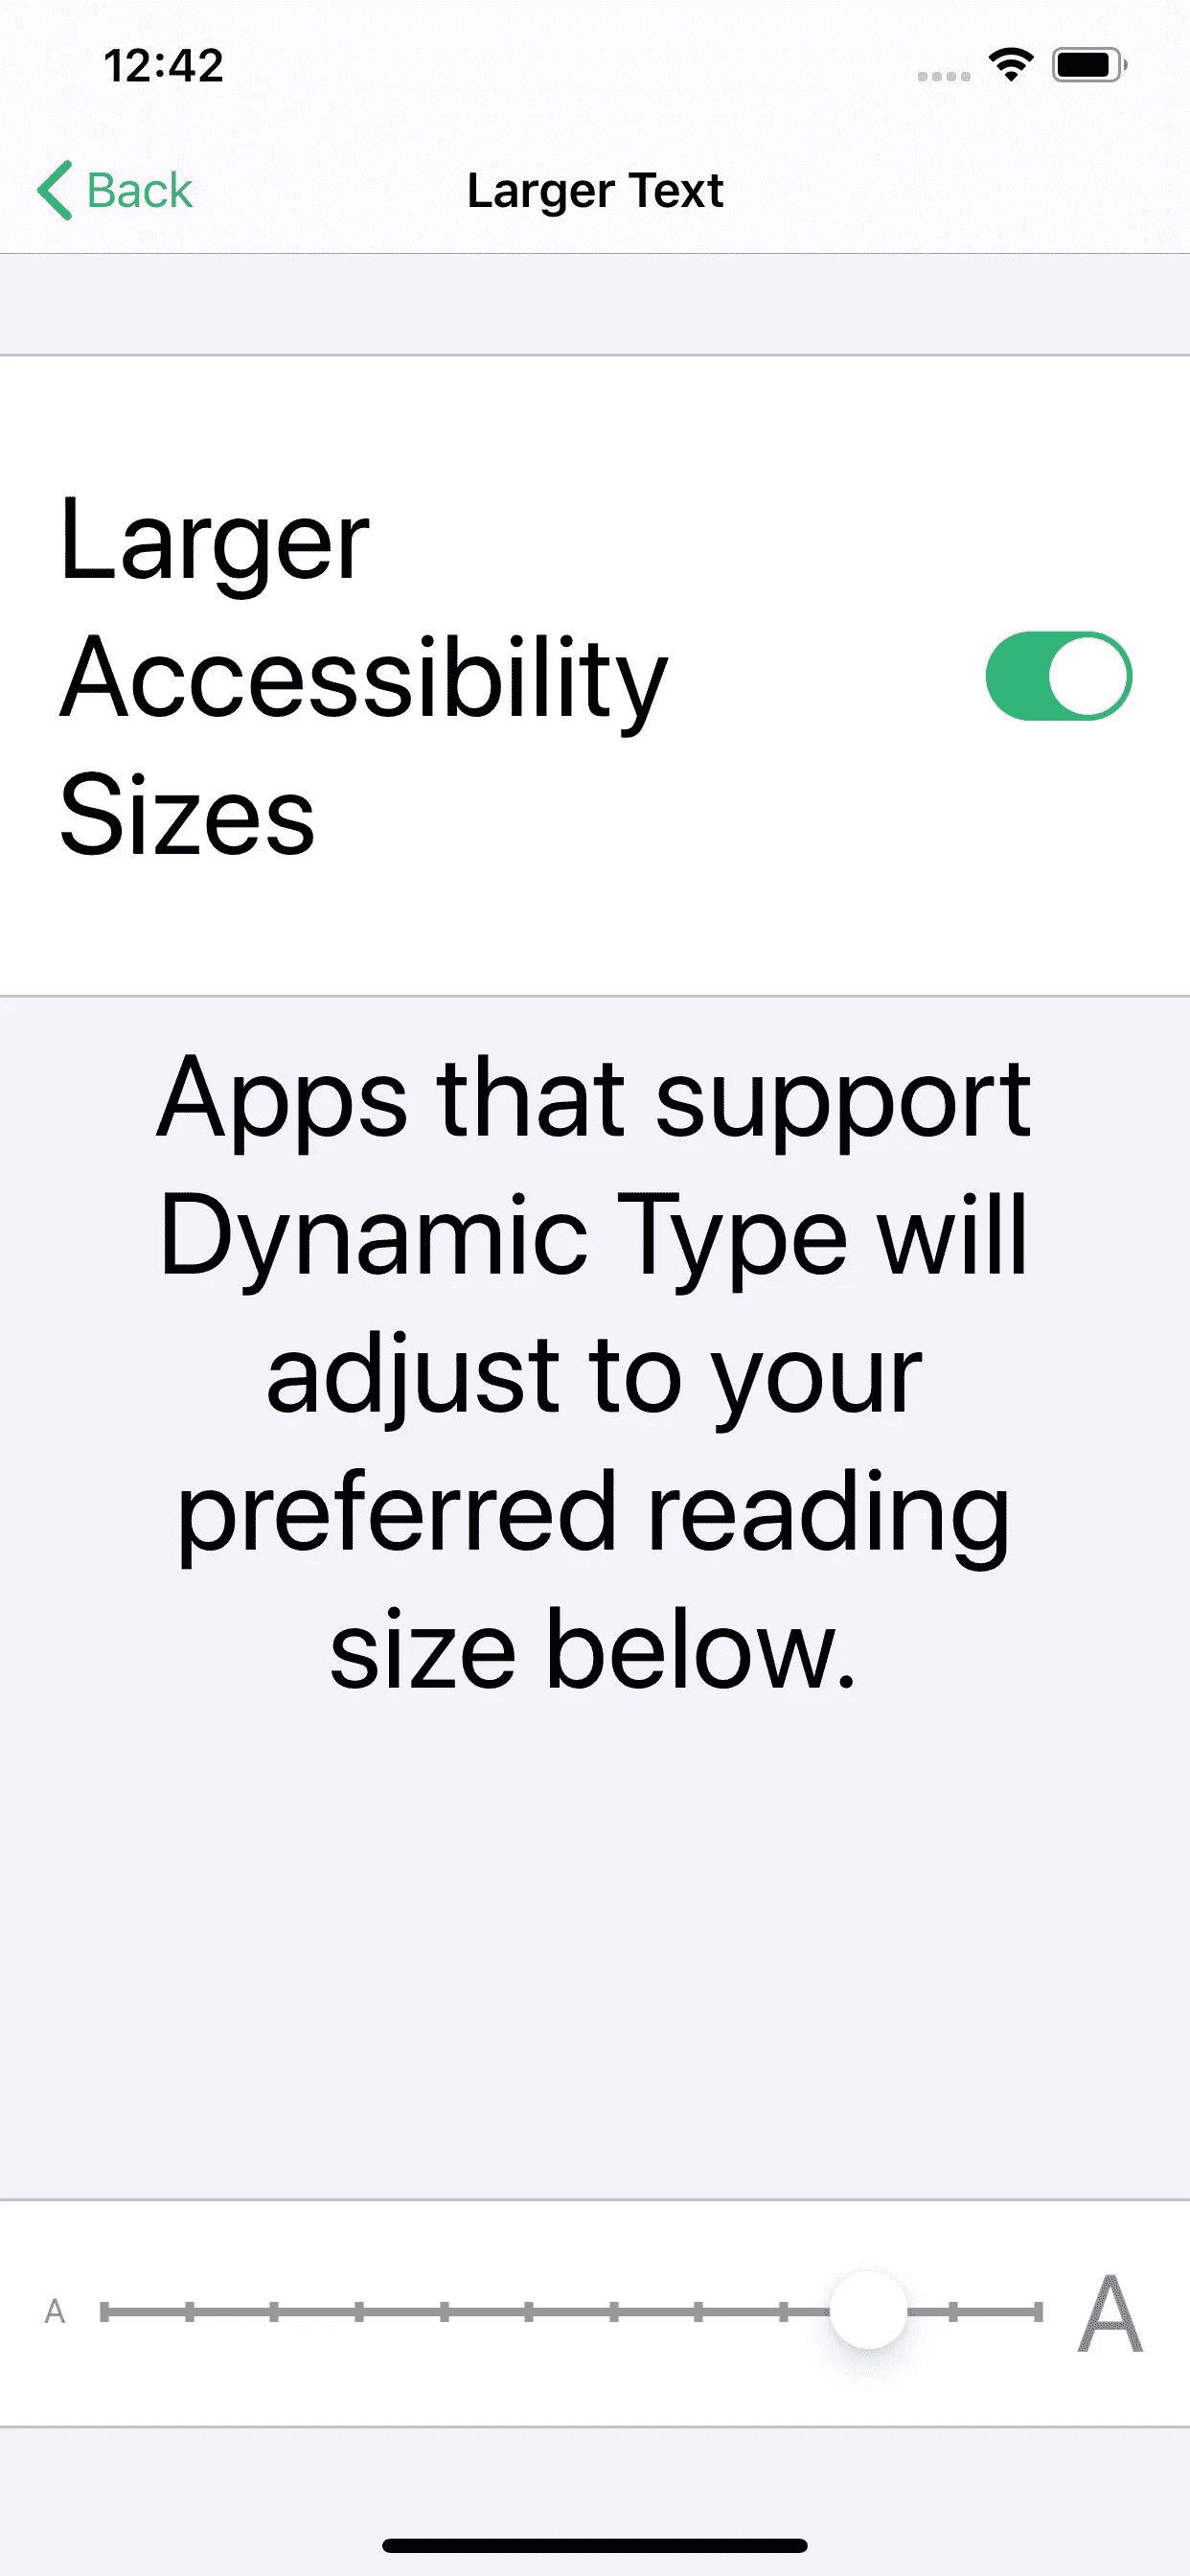 12:42
Back
Larger Text
Larger
Accessibility
Sizes
Apps that support
Dynamic Type will
adjust to your
preferred reading
size below.
A
A